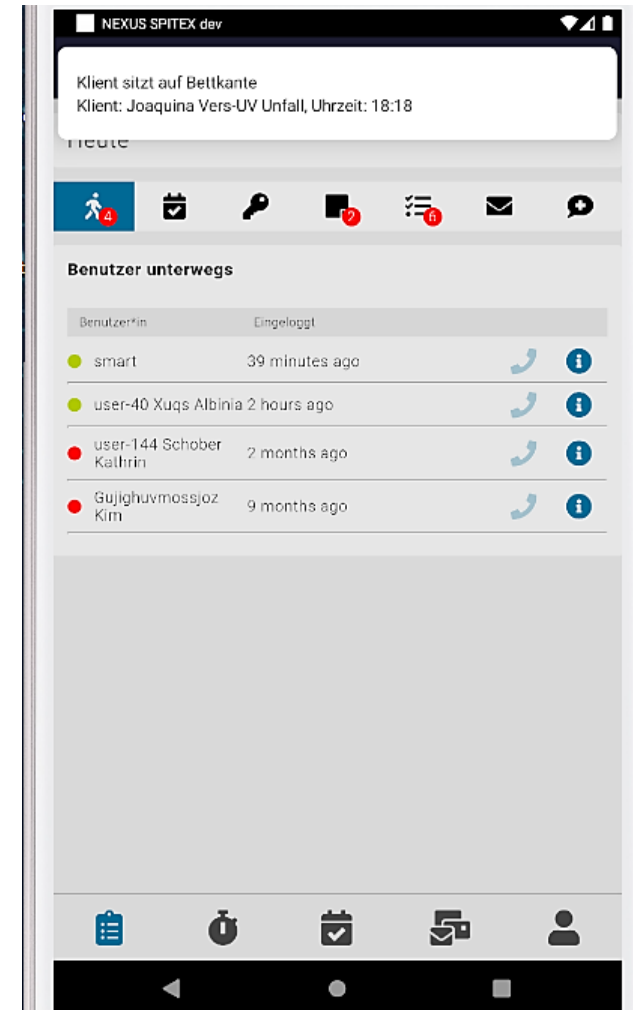 NEXUS SPITEX dev
Klient sitzt auf Bettkante
Klient: Joaquina Vers-UV Unfall, Uhrzeit: 18:18
Heute
4
2
6
Benutzer unterwegs
Benutzer*in Eingeloggt
smart 39 minutes ago
user-40 Xuqs Albinia 2 hours ago
user-144 Schober
Kathrin
2 months ago
Gujighuvmossjoz
Kim
9 months ago